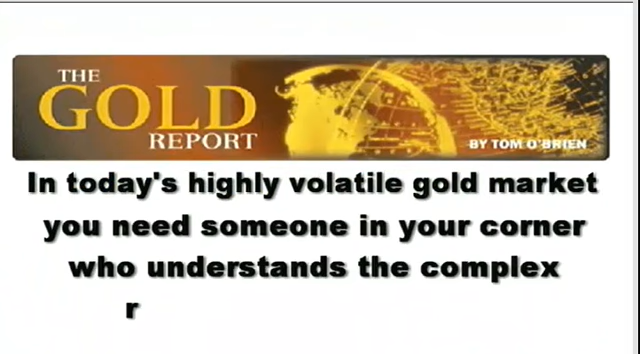 THE
GOLD
REPORT
BY TOM O'BRIEN
In today's highly volatile gold market
you need someone in your corner
who understands the complex
r